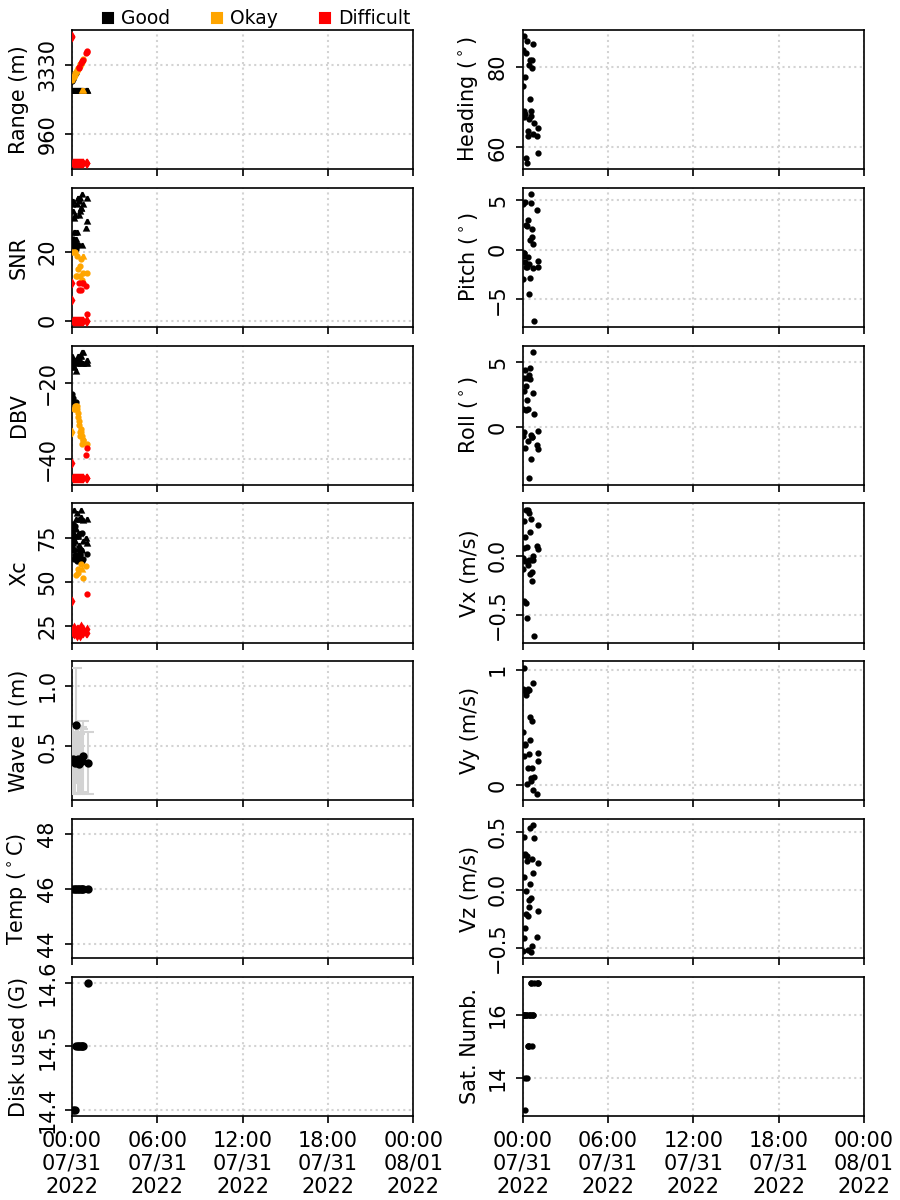 Good Okay Difficult
Range (m)
3330
960
Heading (°)
80
60
SNR
20
0
Pitch (°)
5
0
−5
DBV
−20
−40
Roll (°)
5
0
Xc
75
50
25
Vx (m/s)
0.0
−0.5
Wave H (m)
1.0
0.5
Vy (m/s)
1
0
Temp (°C)
48
46
44
Vz (m/s)
0.5
0.0
−0.5
Disk used (G)
14.6
14.5
14.4
Sat. Numb.
16
14
00:00 06:00 12:00 18:00 00:00 00:00 06:00 12:00 18:00 00:00
07/31 07/31 07/31 07/31 08/01 07/31 07/31 07/31 07/31 08/01
2022 2022 2022 2022 2022 2022 2022 2022 2022 2022